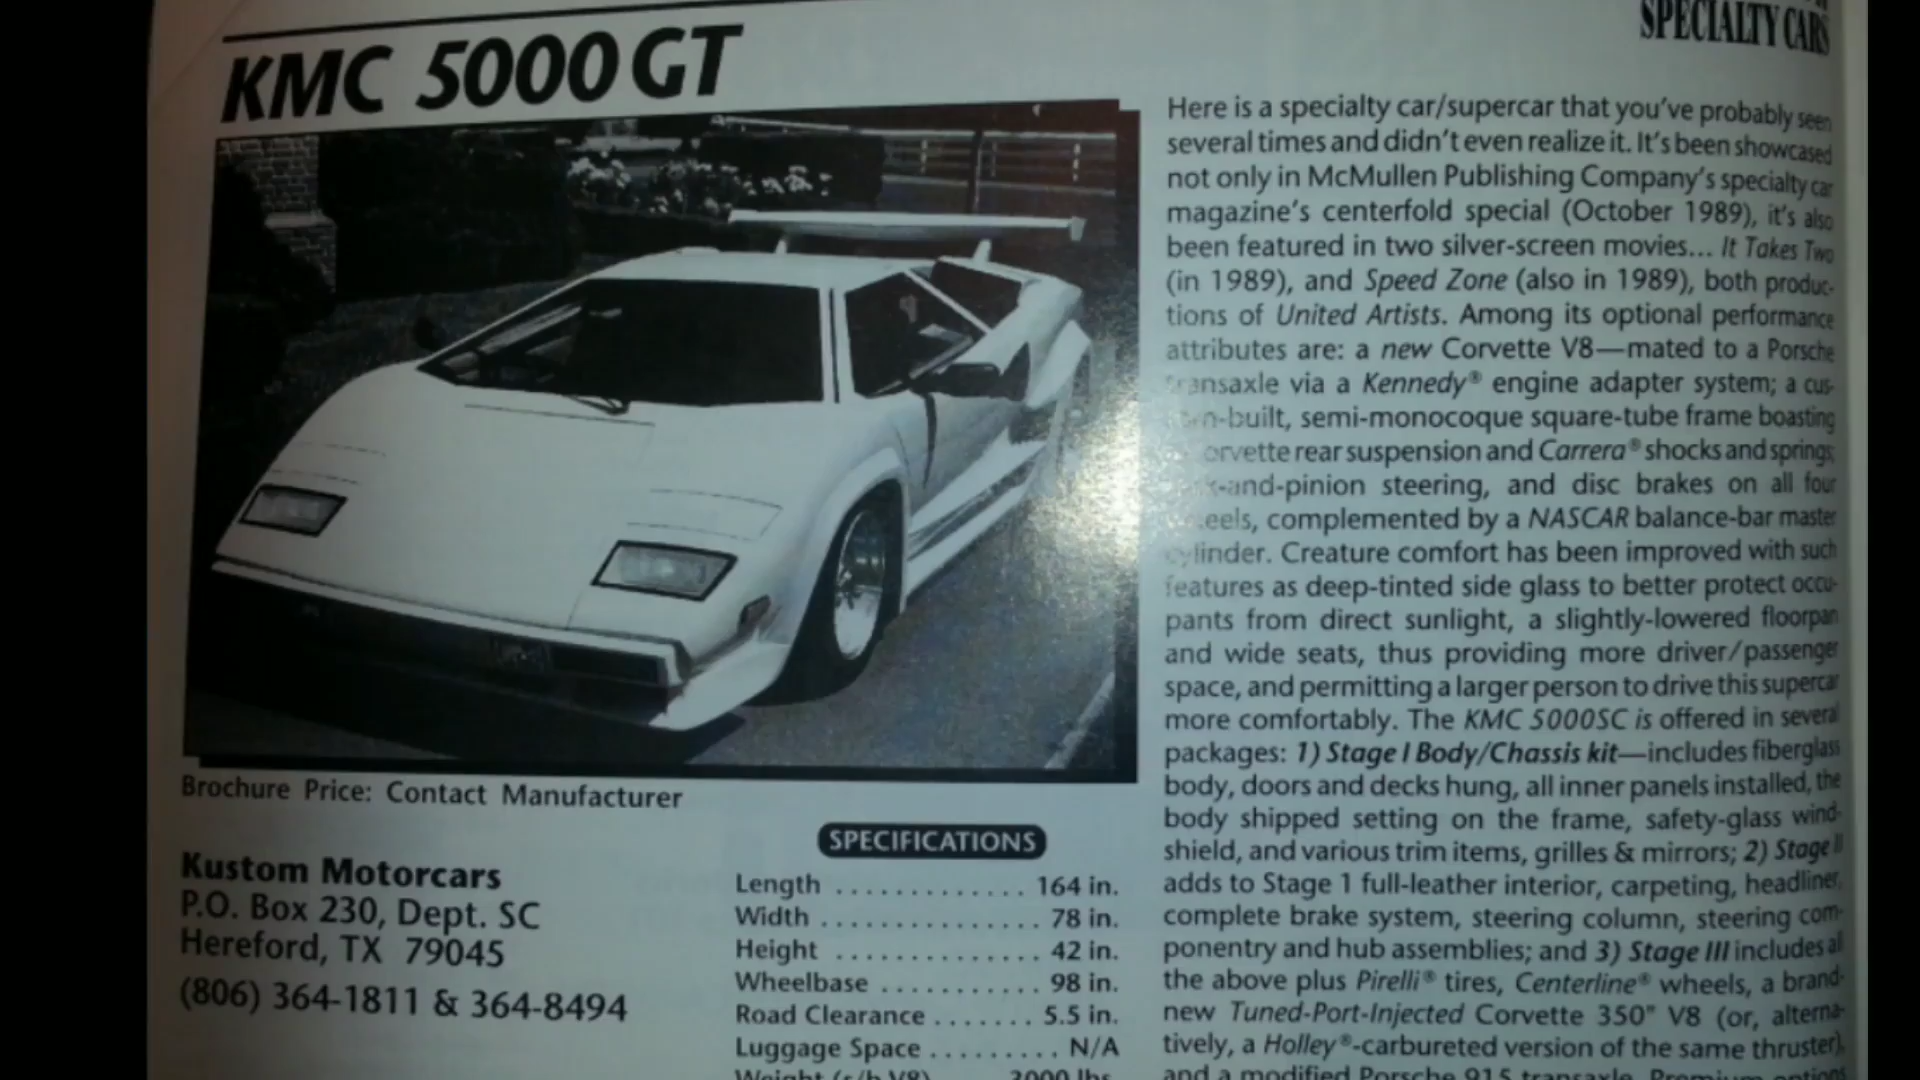 SPECIALTY CARS
KMC 5000 GT
Brochure Price: Contact Manufacturer
Kustom Motorcars
P.O. Box 230, Dept. SC
Hereford, TX 79045
(806) 364-1811 & 364-8494
SPECIFICATIONS
Length ............. 164 in.
Width ................ 78 in.
Height ............... 42 in.
Wheelbase ........... 98 in.
Road Clearance ....... 5.5 in.
Luggage Space ......... N/A
Weight (s/b V8) 3000 lbs.
Here is a specialty car/supercar that you've probably seen
several times and didn't even realize it. It's been showcased
not only in McMullen Publishing Company's specialty car
magazine's centerfold special (October 1989), it's also
been featured in two silver-screen movies... It Takes Two
(in 1989), and Speed Zone (also in 1989), both produc-
tions of United Artists. Among its optional performance
attributes are: a new Corvette V8—mated to a Porsche
transaxle via a Kennedy® engine adapter system; a cus-
tom-built, semi-monocoque square-tube frame boasting
Corvette rear suspension and Carrera® shocks and springs;
rack-and-pinion steering, and disc brakes on all four
wheels, complemented by a NASCAR balance-bar master
cylinder. Creature comfort has been improved with such
features as deep-tinted side glass to better protect occu-
pants from direct sunlight, a slightly-lowered floorpan
and wide seats, thus providing more driver/passenger
space, and permitting a larger person to drive this supercar
more comfortably. The KMC 5000SC is offered in several
packages: 1) Stage I Body/Chassis kit—includes fiberglass
body, doors and decks hung, all inner panels installed, the
body shipped setting on the frame, safety-glass wind-
shield, and various trim items, grilles & mirrors; 2) Stage II
adds to Stage 1 full-leather interior, carpeting, headliner,
complete brake system, steering column, steering com-
ponentry and hub assemblies; and 3) Stage III includes all
the above plus Pirelli® tires, Centerline® wheels, a brand-
new Tuned-Port-Injected Corvette 350" V8 (or, alterna-
tively, a Holley®-carbureted version of the same thruster),
and a modified Porsche 915 transaxle. Premium options